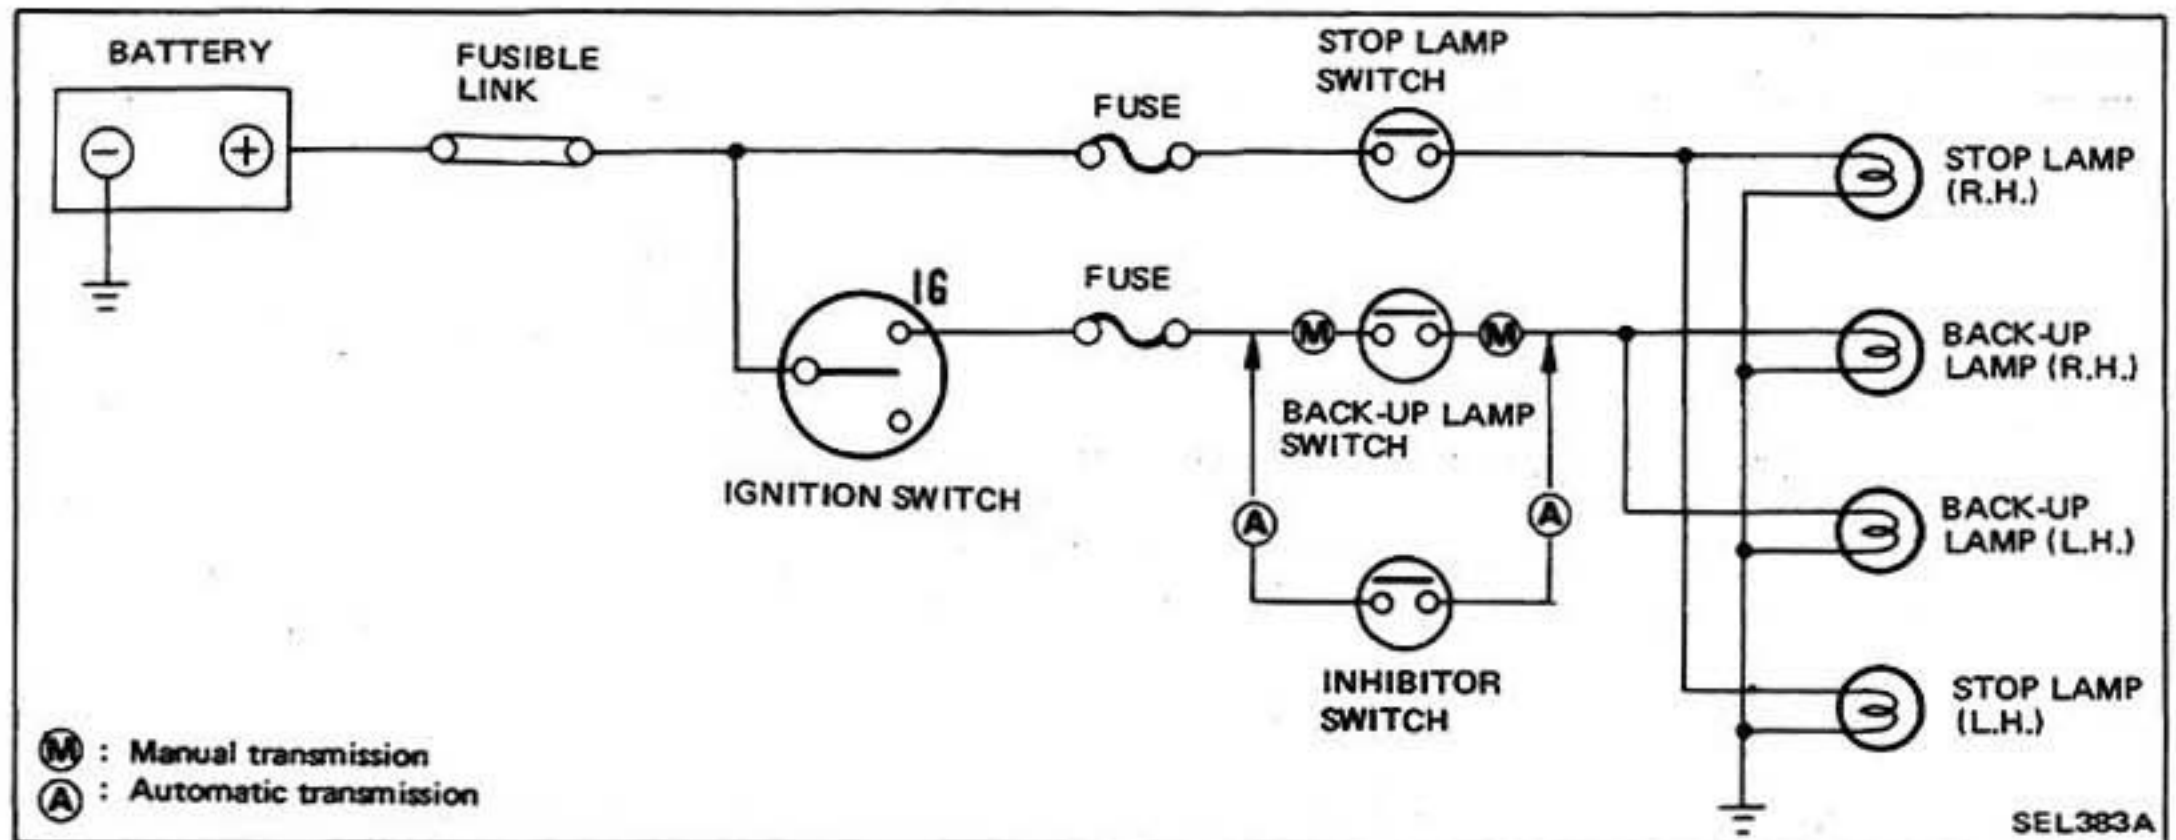 BATTERY
FUSIBLE
LINK
FUSE
STOP LAMP
SWITCH
STOP LAMP
(R.H.)
IG
FUSE
BACK-UP
LAMP (R.H.)
IGNITION SWITCH
M
M
BACK-UP LAMP
SWITCH
A
A
BACK-UP
LAMP (L.H.)
INHIBITOR
SWITCH
STOP LAMP
(L.H.)
M : Manual transmission
A : Automatic transmission
SEL383A